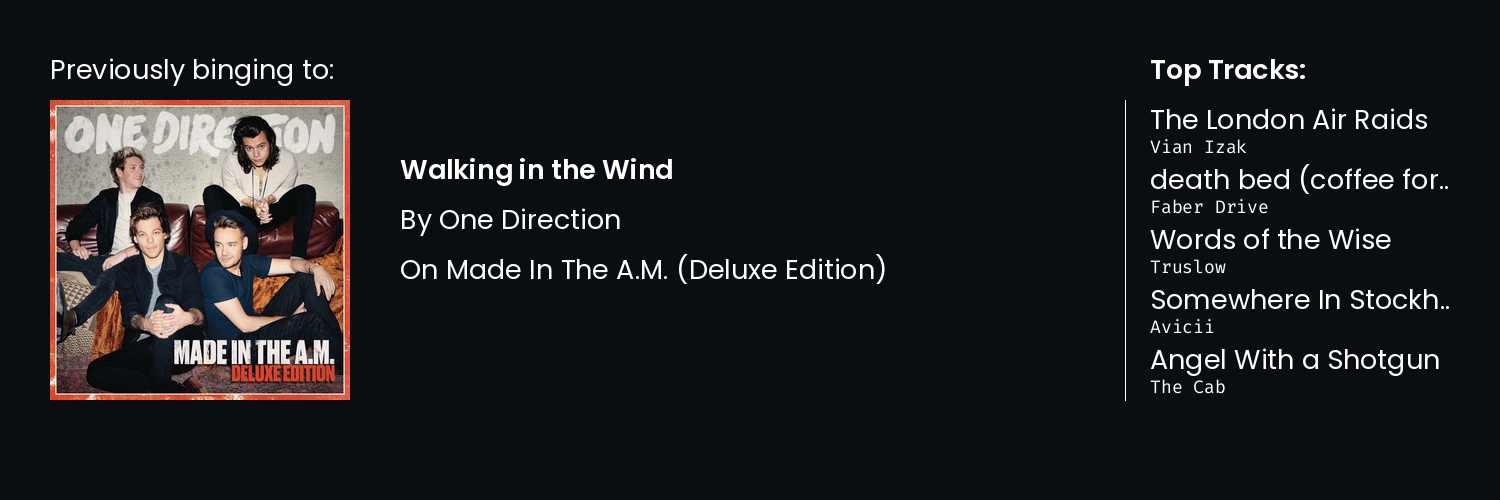 Previously binging to:
ONE DIRECTION
MADE IN THE A.M.
DELUXE EDITION
Walking in the Wind
By One Direction
On Made In The A.M. (Deluxe Edition)
Top Tracks:
The London Air Raids
Vian Izak
death bed (coffee for..
Faber Drive
Words of the Wise
Truslow
Somewhere In Stockh..
Avicii
Angel With a Shotgun
The Cab